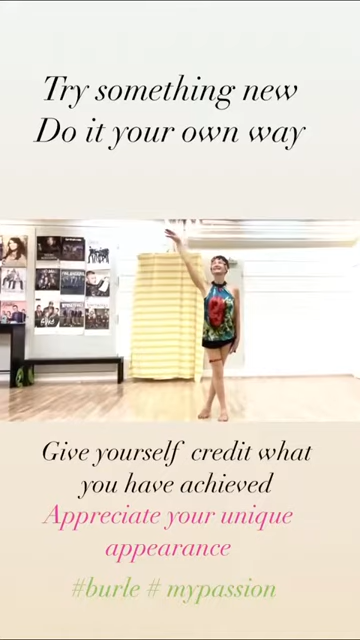 Try something new
Do it your own way
Give yourself credit what
you have achieved
Appreciate your unique
appearance
#burle # mypassion